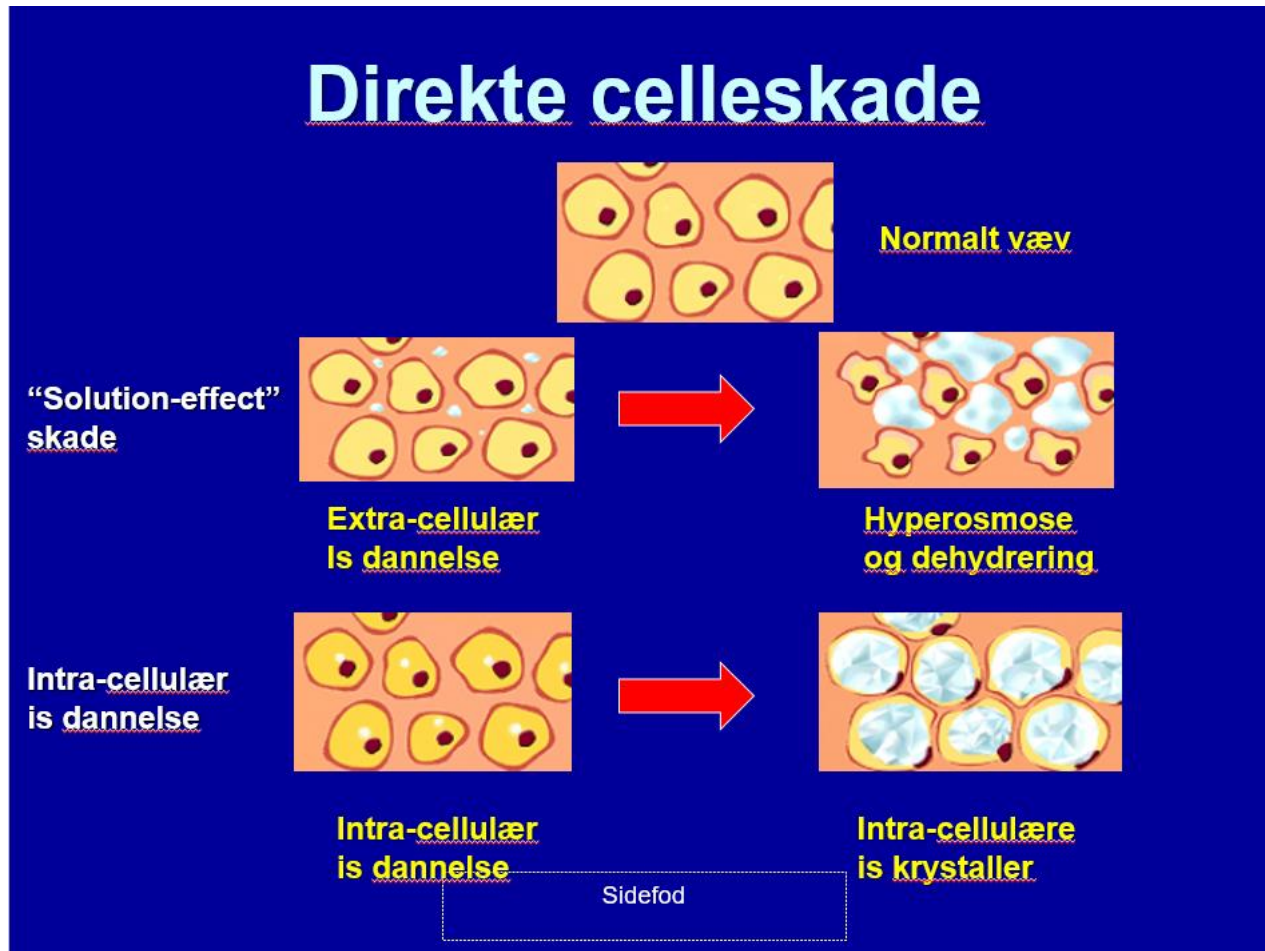 Direkte celleskade
Normalt væv
“Solution-effect”
skade
Extra-cellulær
Is dannelse
Hyperosmose
og dehydrering
Intra-cellulær
is dannelse
Intra-cellulær
is dannelse
Intra-cellulære
is krystaller
Sidefod